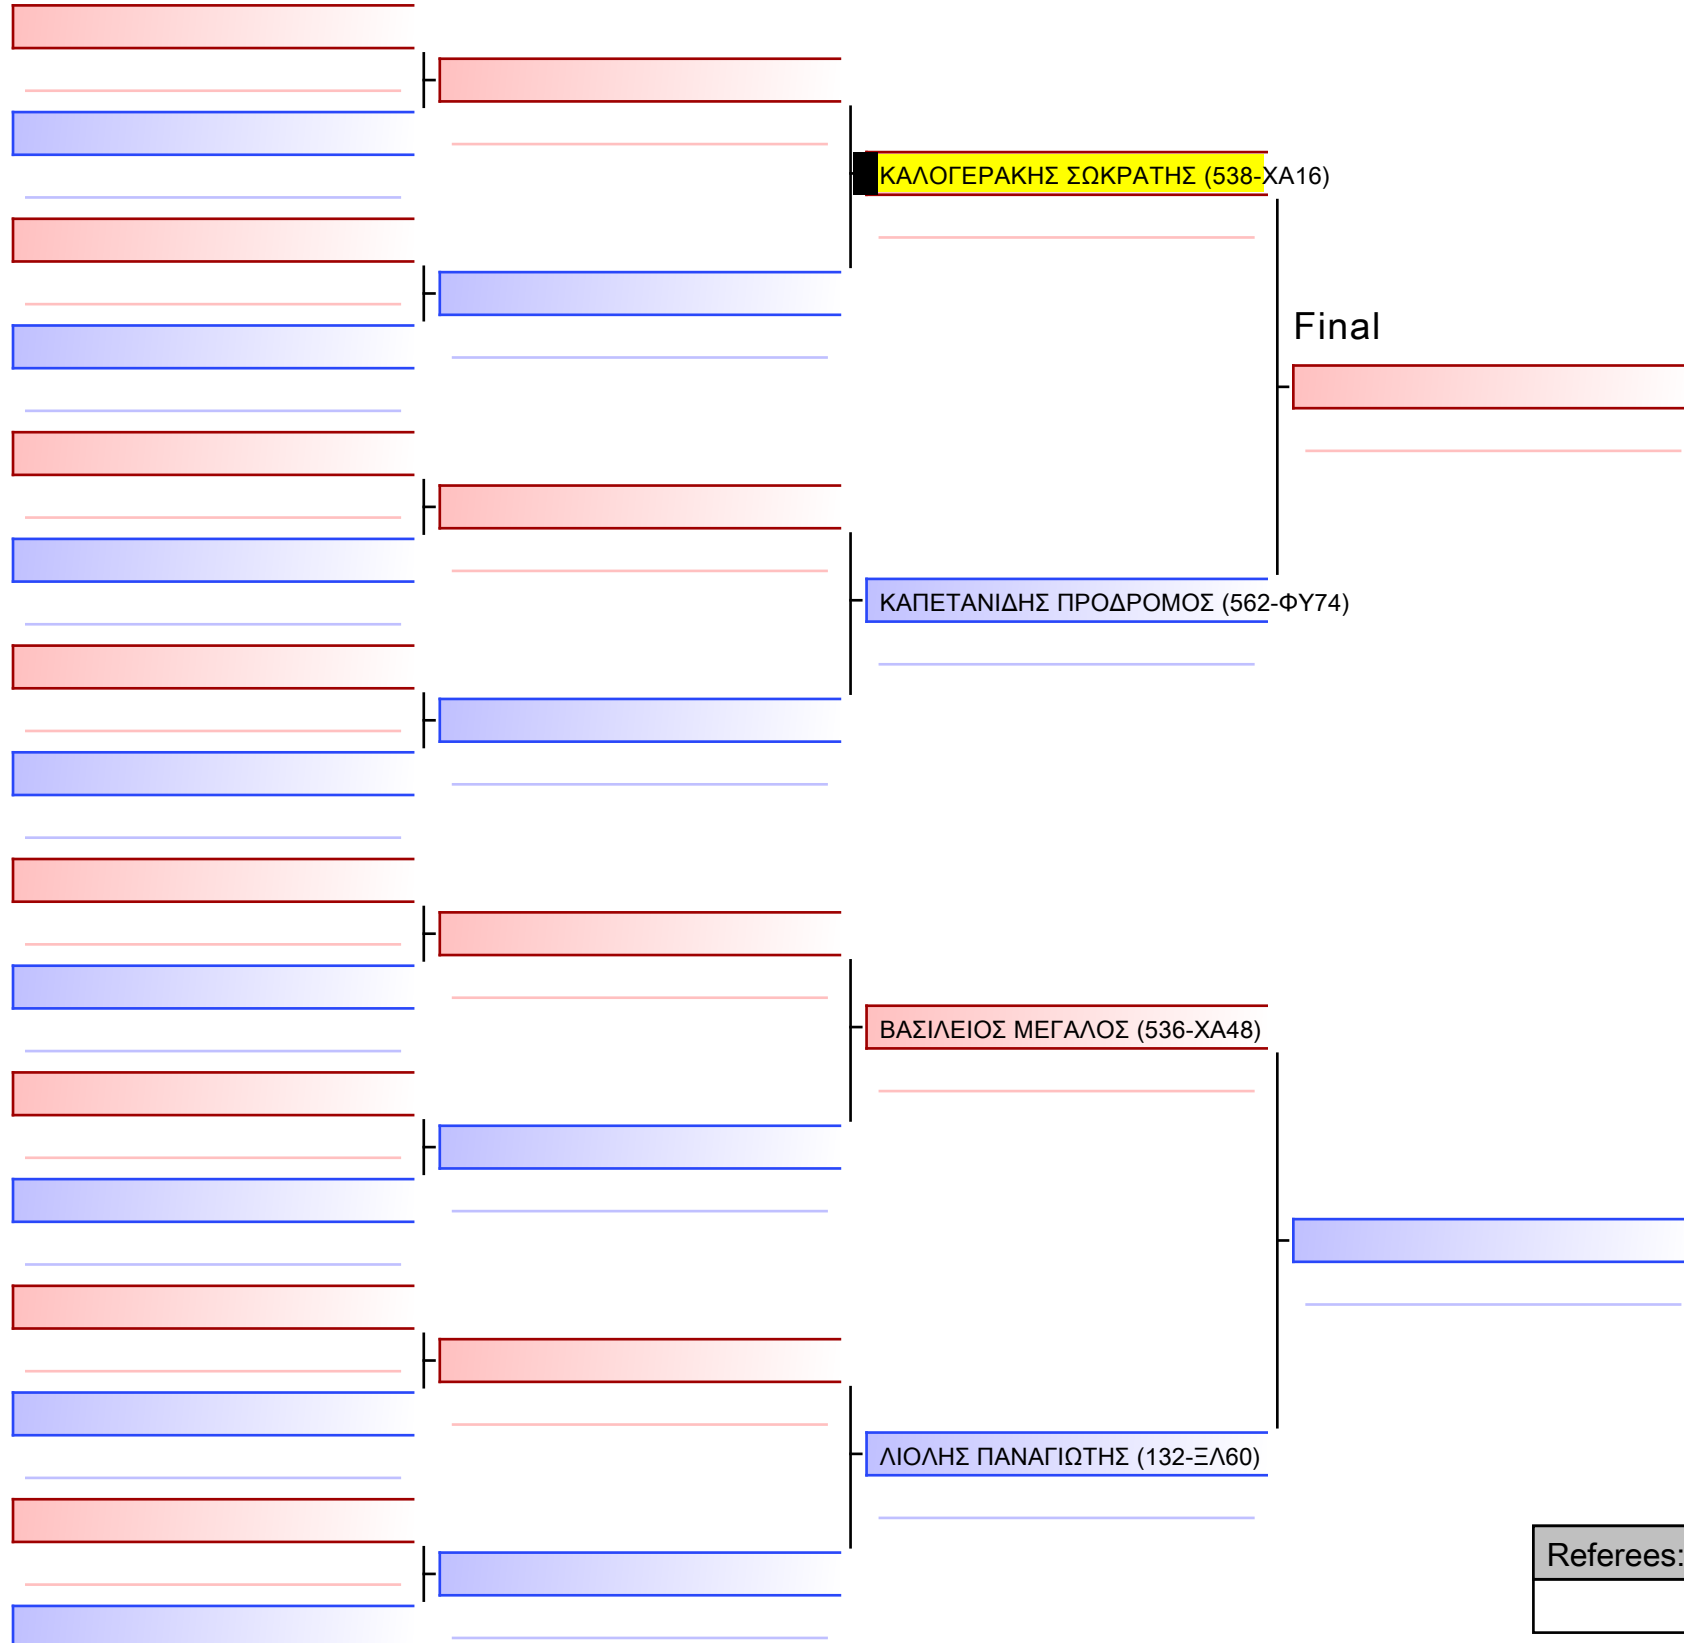 ΚΑΛΟΓΕΡΑΚΗΣ ΣΩΚΡΑΤΗΣ (538-ΧΑ16)
Final
ΚΑΠΕΤΑΝΙΔΗΣ ΠΡΟΔΡΟΜΟΣ (562-ΦΥ74)
ΒΑΣΙΛΕΙΟΣ ΜΕΓΑΛΟΣ (536-ΧΑ48)
ΛΙΟΛΗΣ ΠΑΝΑΓΙΩΤΗΣ (132-ΞΛ60)
Referees: